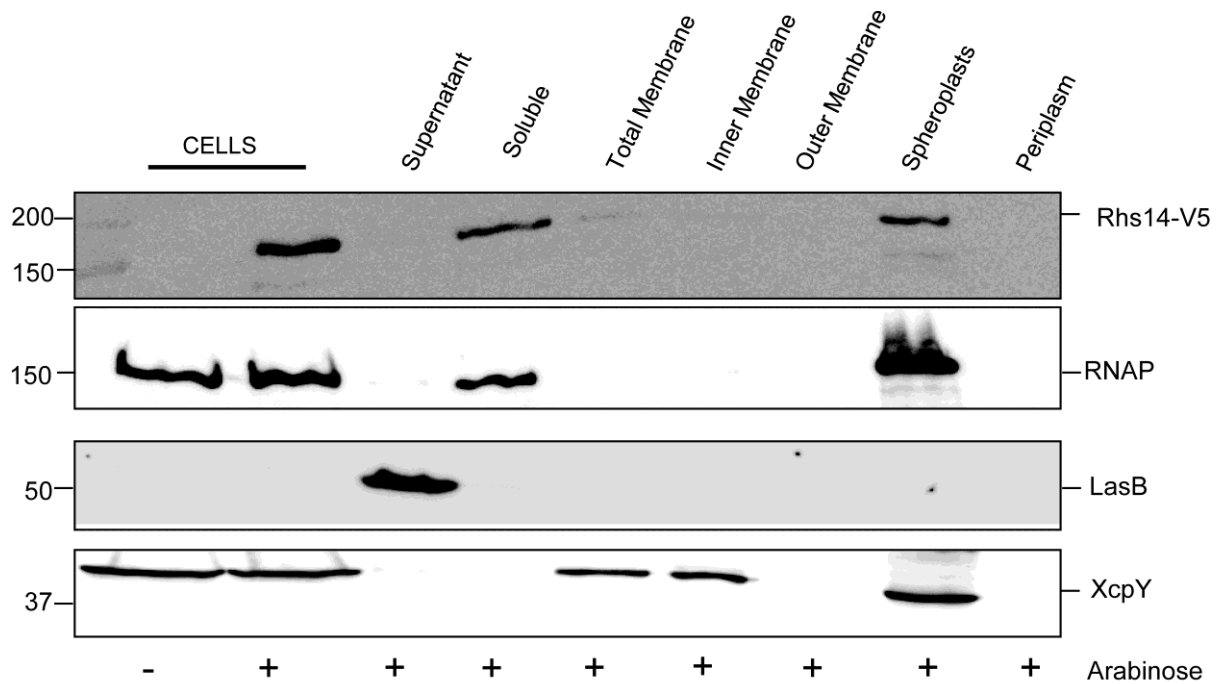 CELLS
Supernatant
Soluble
Total Membrane
Inner Membrane
Outer Membrane
Spheroplasts
Periplasm
200
150
Rhs14-V5
150
RNAP
50
LasB
37
XcpY
- + + + + + + + + Arabinose